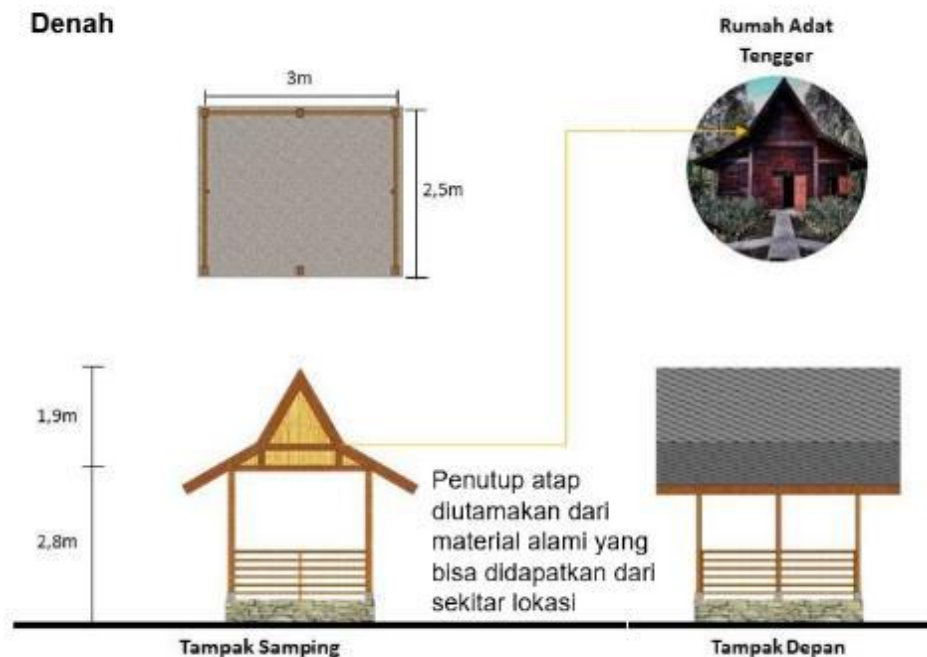 Denah
Rumah Adat
Tengger
3m
2,5m
1,9m
2,8m
Penutup atap
diutamakan dari
material alami yang
bisa didapatkan dari
sekitar lokasi
Tampak Samping
Tampak Depan